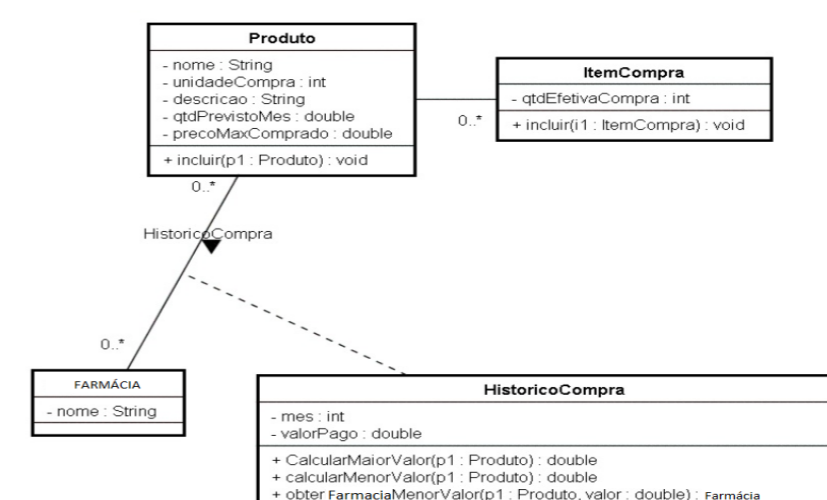 Produto
- nome : String
- unidadeCompra : int
- descricao : String
- qtdPrevistoMes : double
- precoMaxComprado : double
+ incluir(p1 : Produto) : void
ItemCompra
- qtdEfetivaCompra : int
+ incluir(i1 : ItemCompra) : void
0..*
0..*
HistoricoCompra
0..*
FARMÁCIA
- nome : String
HistoricoCompra
- mes : int
- valorPago : double
+ CalcularMaiorValor(p1 : Produto) : double
+ calcularMenorValor(p1 : Produto) : double
+ obter FarmaciaMenorValor(p1 : Produto, valor : double) : Farmácia